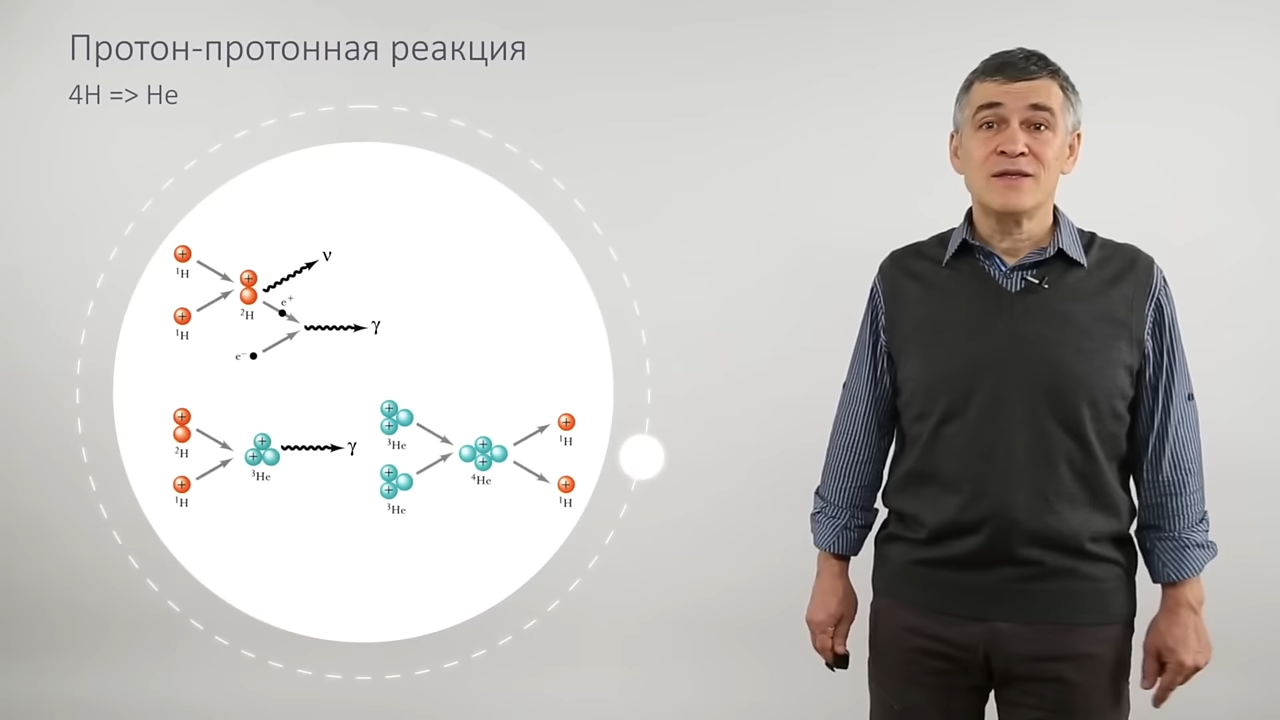 Протон-протонная реакция
4H => He
+
¹H
+
¹H
+
²H
ν
e⁺
e⁻
γ
+
²H
+
¹H
+
+
³He
γ
+
+
³He
+
+
³He
+
+
⁴He
+
¹H
+
¹H